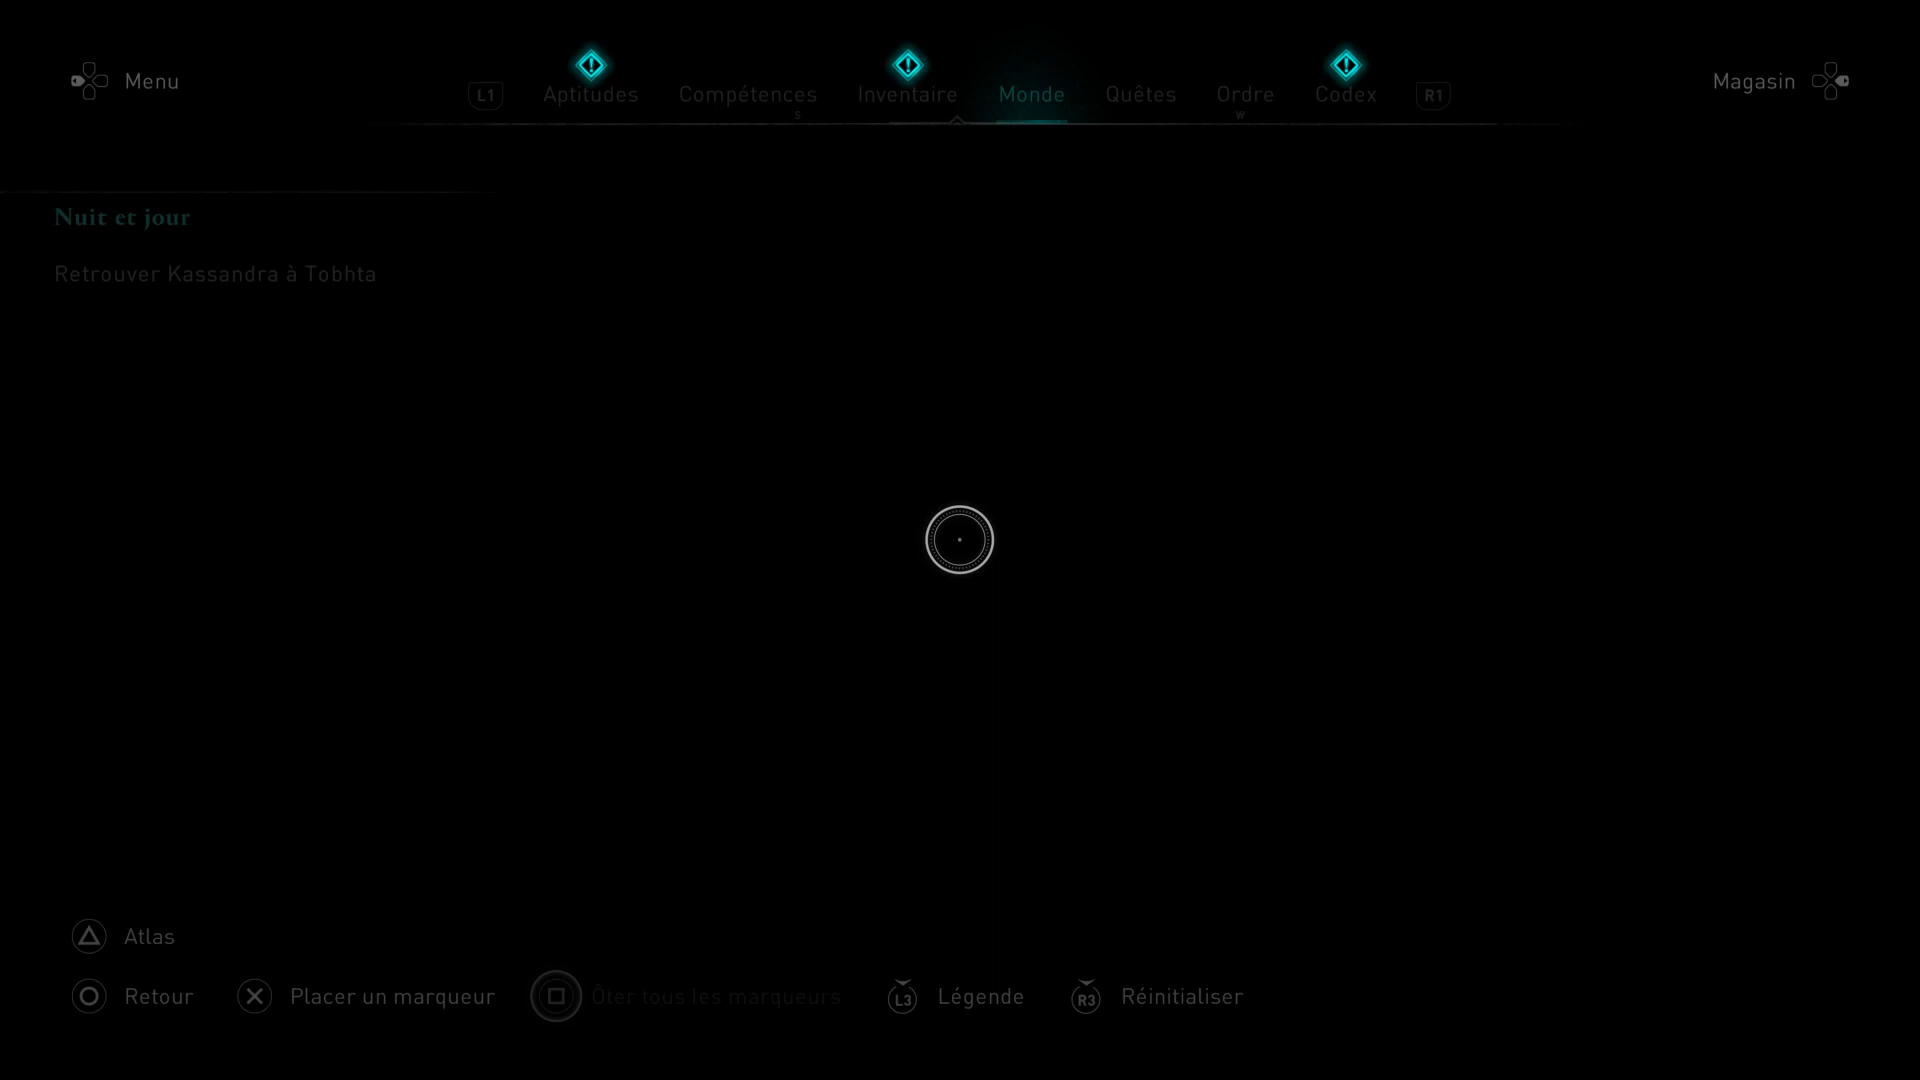 Menu
L1 Aptitudes Compétences Inventaire Monde Quêtes Ordre Codex R1
S W
Magasin
Nuit et jour
Retrouver Kassandra à Tobhta
Atlas
Retour Placer un marqueur Ôter tous les marqueurs L3 Légende R3 Réinitialiser